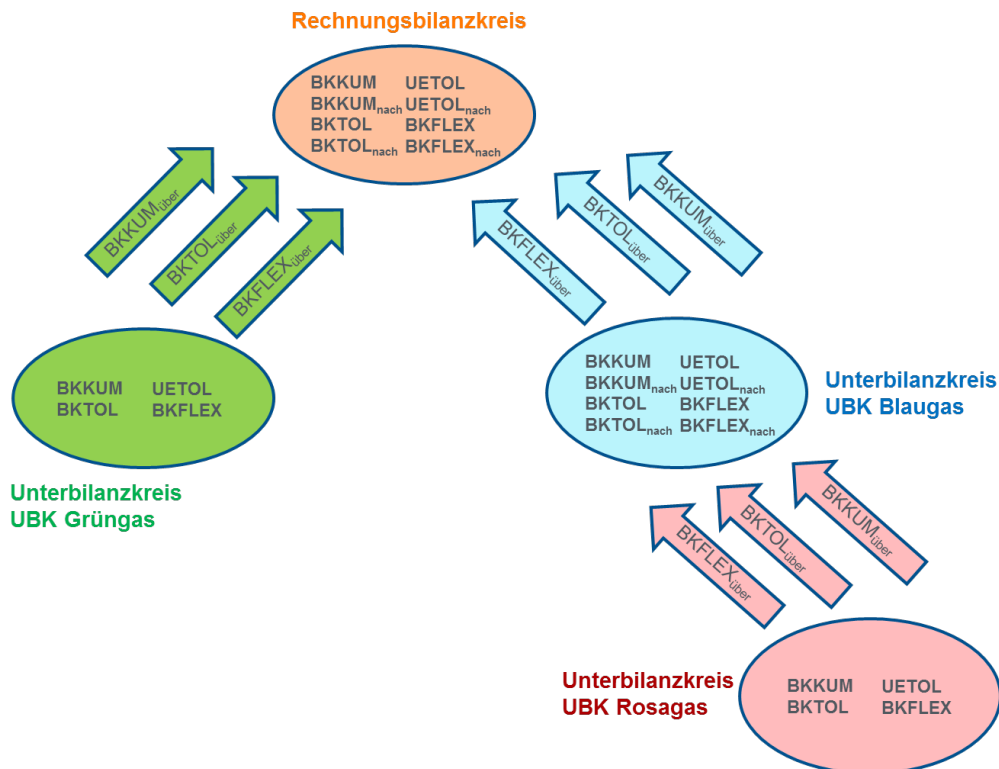 Rechnungsbilanzkreis
BKKUM UETOL
BKKUMnach UETOLnach
BKTOL BKFLEX
BKTOLnach BKFLEXnach
BKKUMüber
BKTOLüber
BKFLEXüber
BKFLEXüber
BKTOLüber
BKKUMüber
BKKUM UETOL
BKTOL BKFLEX
Unterbilanzkreis
UBK Grüngas
BKKUM UETOL
BKKUMnach UETOLnach
BKTOL BKFLEX
BKTOLnach BKFLEXnach
Unterbilanzkreis
UBK Blaugas
BKFLEXüber
BKTOLüber
BKKUMüber
Unterbilanzkreis
UBK Rosagas
BKKUM UETOL
BKTOL BKFLEX